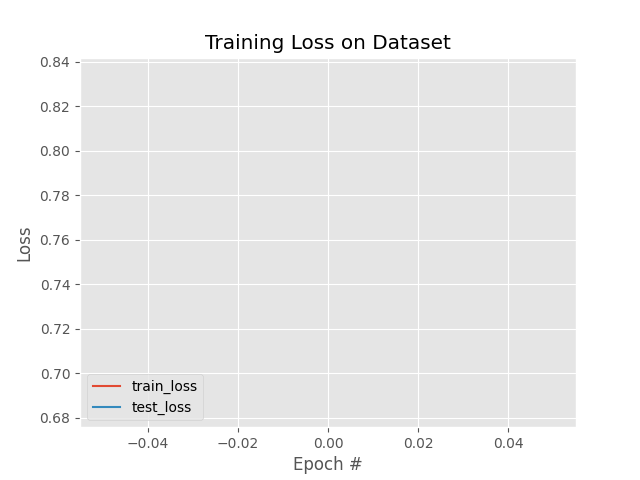 Training Loss on Dataset
0.84
0.82
0.80
0.78
0.76
0.74
0.72
0.70
0.68
Loss
train_loss
test_loss
−0.04 −0.02 0.00 0.02 0.04
Epoch #